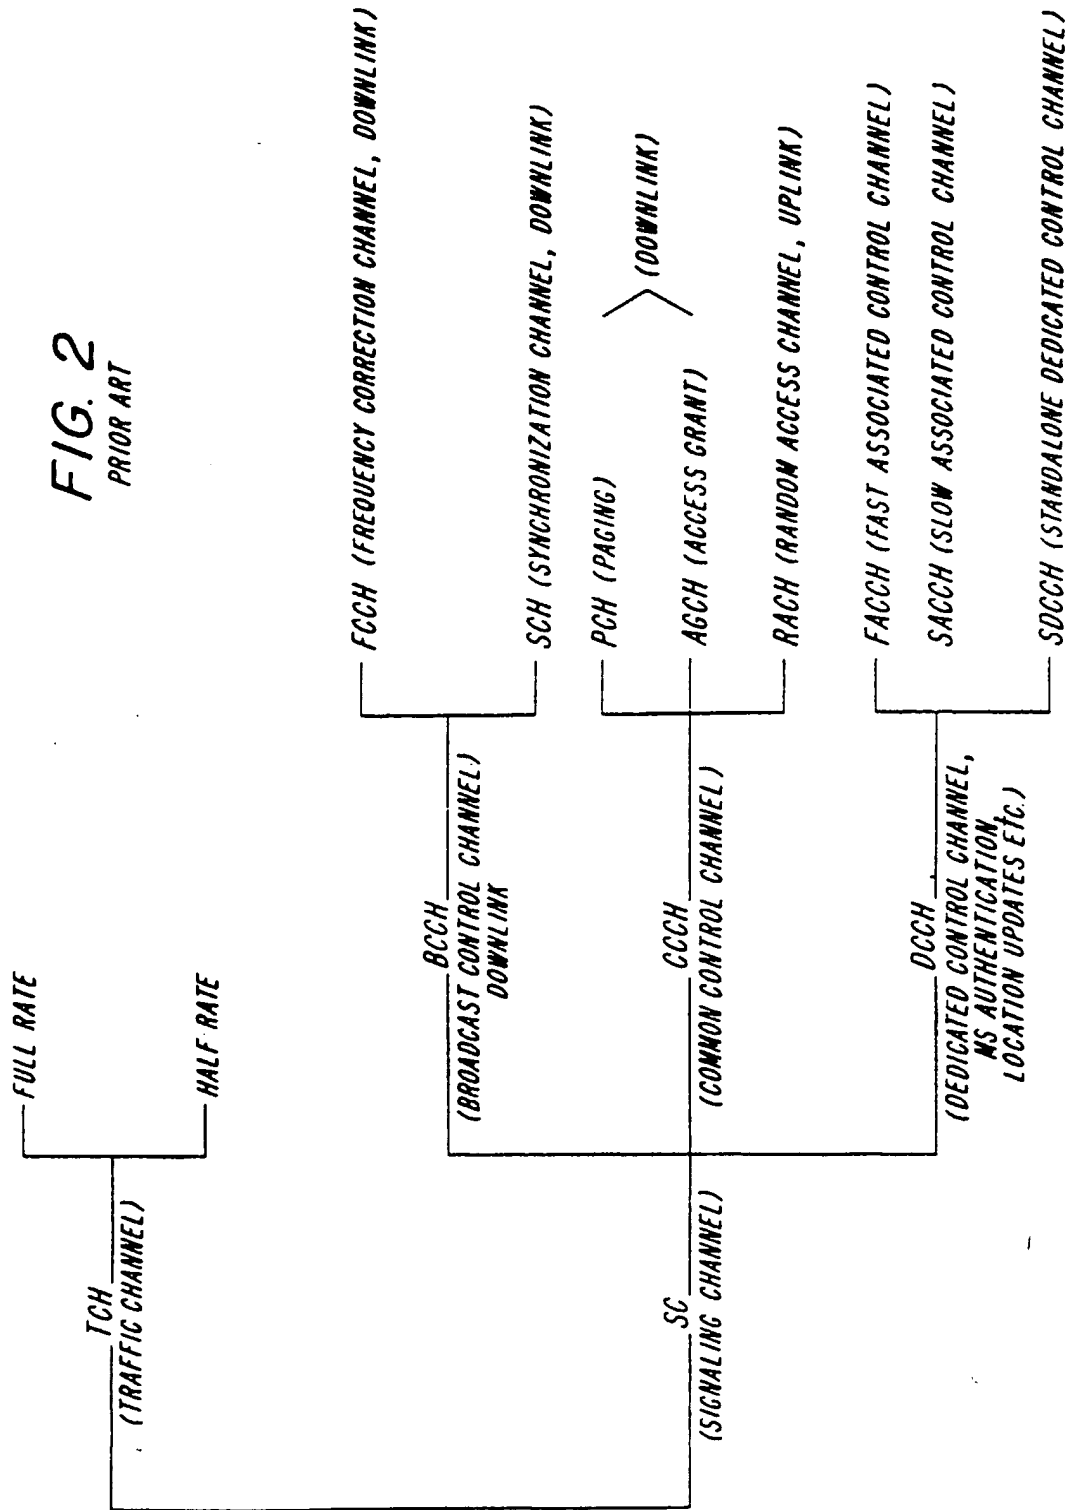 FIG. 2
PRIOR ART
FULL RATE
TCH
(TRAFFIC CHANNEL)
HALF RATE
FCCH (FREQUENCY CORRECTION CHANNEL, DOWNLINK)
BCCH
(BROADCAST CONTROL CHANNEL)
DOWNLINK
SCH (SYNCHRONIZATION CHANNEL, DOWNLINK)
PCH (PAGING)
(DOWNLINK)
SC
(SIGNALING CHANNEL)
CCCH
(COMMON CONTROL CHANNEL)
AGCH (ACCESS GRANT)
RACH (RANDOM ACCESS CHANNEL, UPLINK)
FACCH (FAST ASSOCIATED CONTROL CHANNEL)
DCCH
(DEDICATED CONTROL CHANNEL,
MS AUTHENTICATION,
LOCATION UPDATES ETC.)
SACCH (SLOW ASSOCIATED CONTROL CHANNEL)
SDCCH (STANDALONE DEDICATED CONTROL CHANNEL)